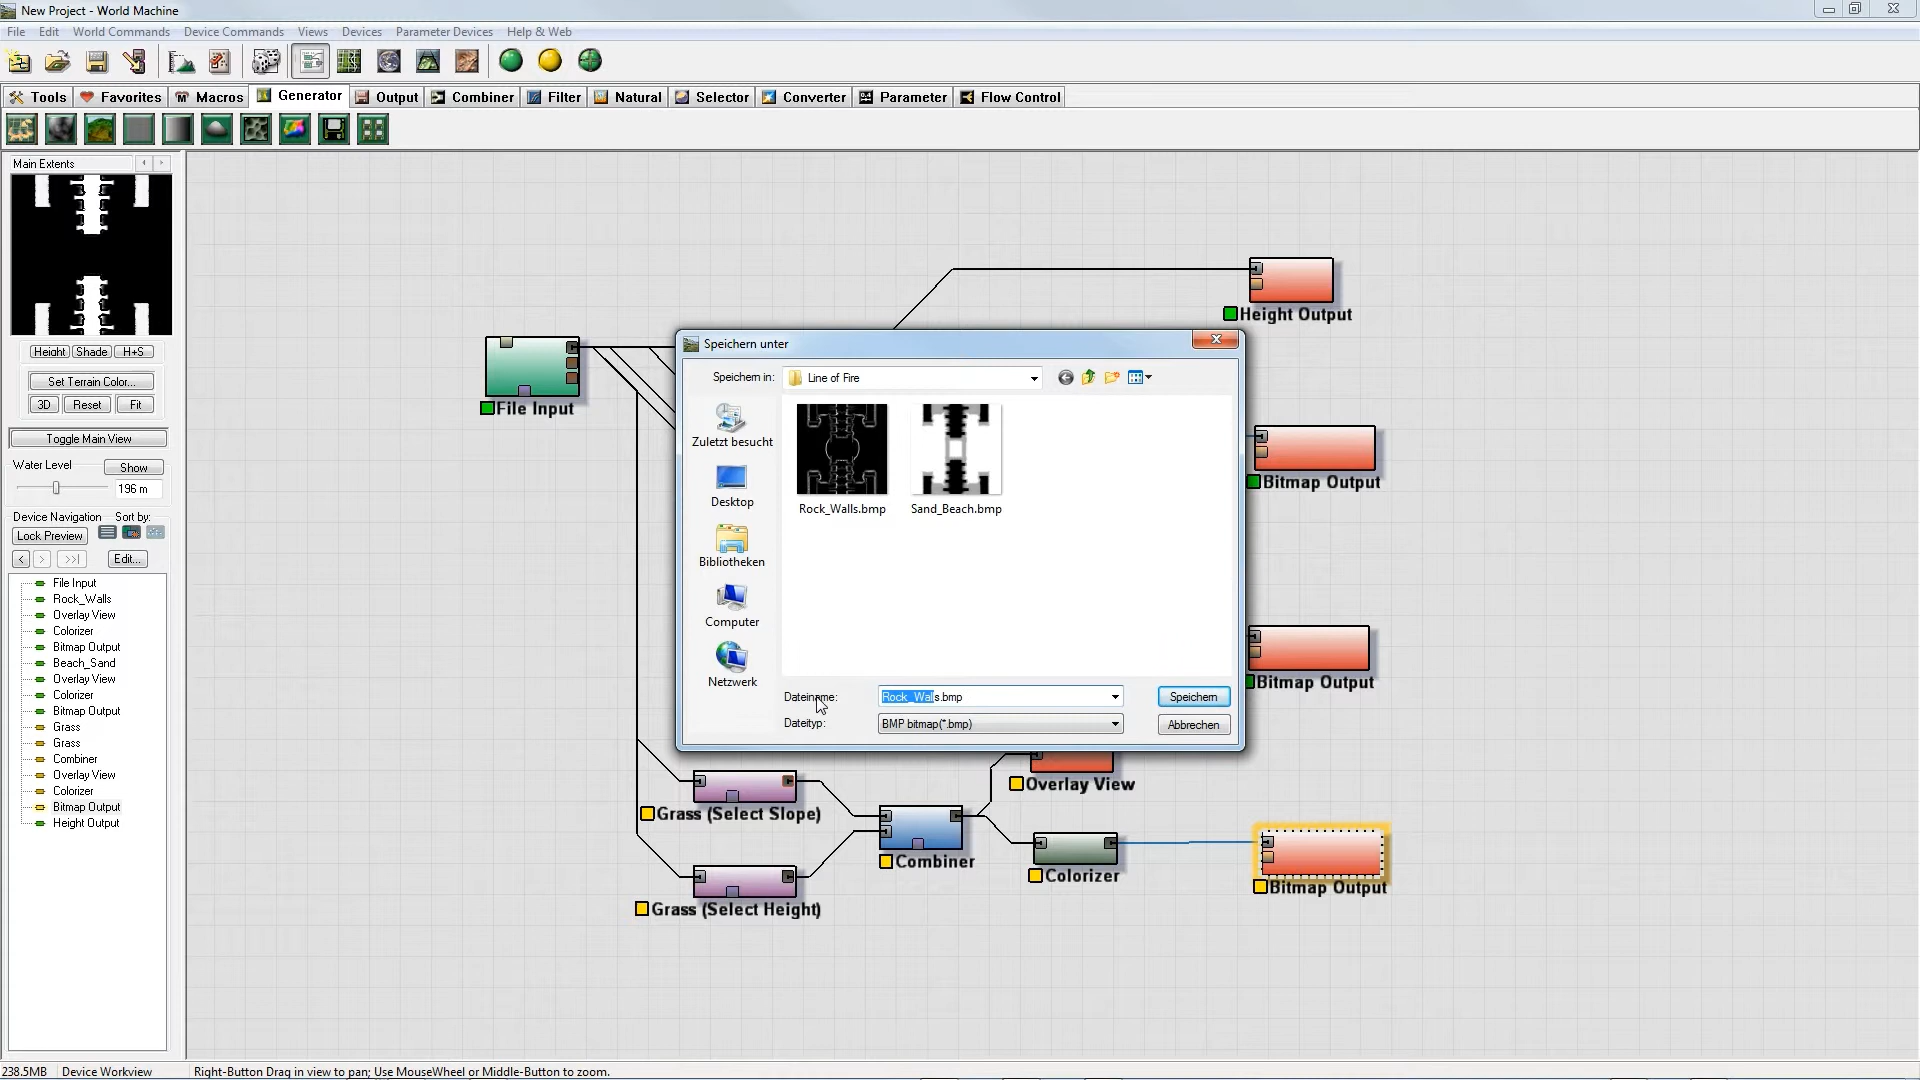 New Project - World Machine
File Edit World Commands Device Commands Views Devices Parameter Devices Help & Web
Tools Favorites Macros Generator Output Combiner Filter Natural Selector Converter Parameter Flow Control
Main Extents
Height Shade H+S
Set Terrain Color...
3D Reset Fit
Toggle Main View
Water Level Show
196 m
Device Navigation Sort by:
Lock Preview
< > >>| Edit...
File Input
Rock_Walls
Overlay View
Colorizer
Bitmap Output
Beach_Sand
Overlay View
Colorizer
Bitmap Output
Grass
Grass
Combiner
Overlay View
Colorizer
Bitmap Output
Height Output
File Input
Height Output
Bitmap Output
Bitmap Output
Speichern unter
Speichern in: Line of Fire
Zuletzt besucht
Desktop
Bibliotheken
Computer
Netzwerk
Rock_Walls.bmp Sand_Beach.bmp
Dateiname: Rock_Walls.bmp Speichern
Dateityp: BMP bitmap(*.bmp) Abbrechen
Overlay View
Grass (Select Slope)
Combiner
Colorizer
Bitmap Output
Grass (Select Height)
238.5MB Device Workview Right-Button Drag in view to pan; Use MouseWheel or Middle-Button to zoom.